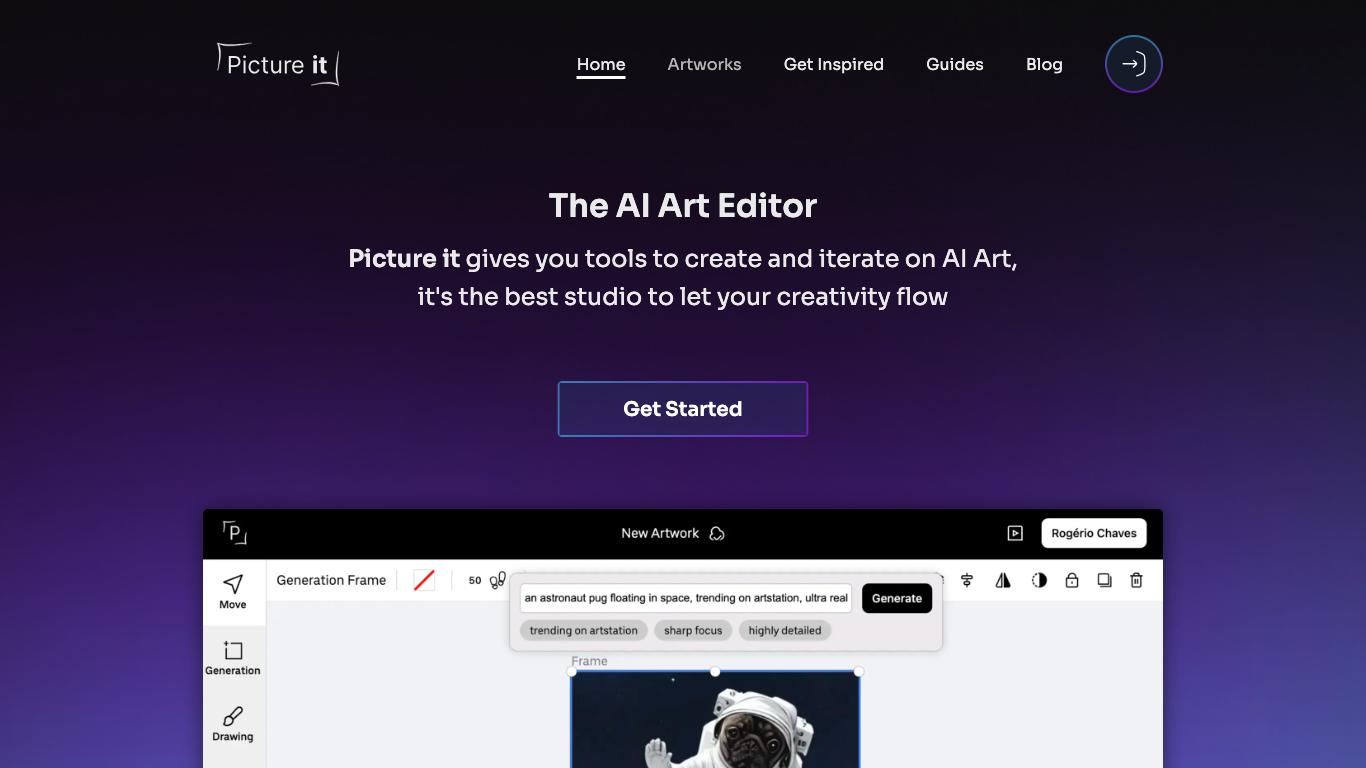 Picture it
Home
Artworks
Get Inspired
Guides
Blog
The AI Art Editor
Picture it gives you tools to create and iterate on AI Art,
it's the best studio to let your creativity flow
Get Started
P
New Artwork
Rogério Chaves
Move
Generation Frame
50
an astronaut pug floating in space, trending on artstation, ultra real
Generate
trending on artstation
sharp focus
highly detailed
Generation
Frame
Drawing